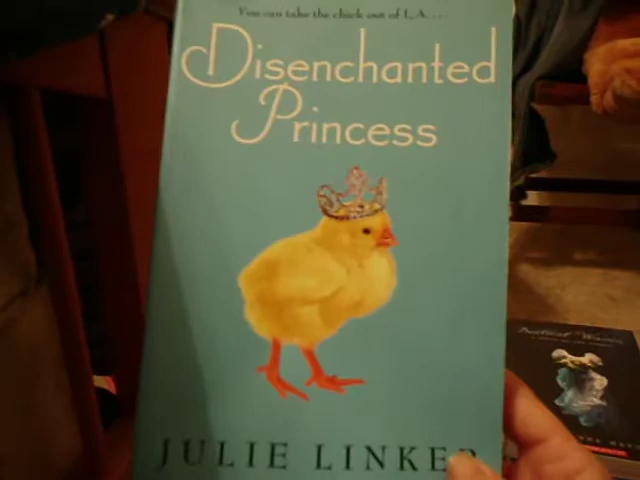 You can take the chick out of L.A....
Disenchanted
Princess
JULIE LINKER